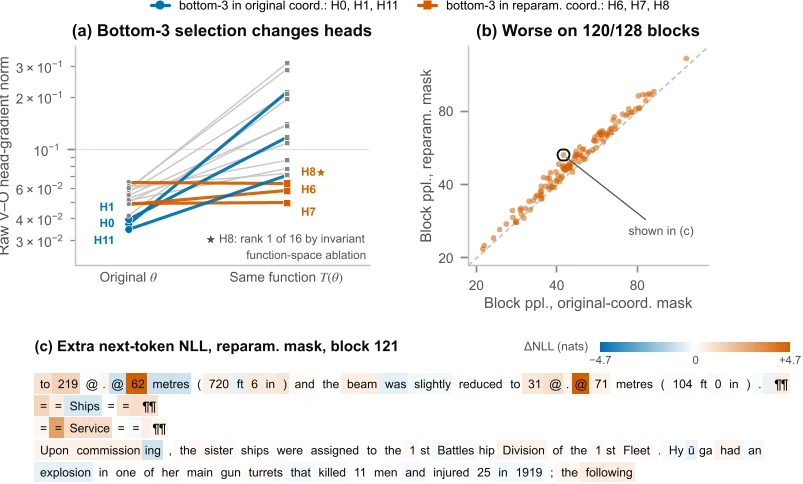 bottom-3 in original coord.: H0, H1, H11
bottom-3 in reparam. coord.: H6, H7, H8
(a) Bottom-3 selection changes heads
(b) Worse on 120/128 blocks
Raw V–O head-gradient norm
3 × 10⁻¹
2 × 10⁻¹
10⁻¹
6 × 10⁻²
4 × 10⁻²
3 × 10⁻²
H1
H0
H11
H8★
H6
H7
★ H8: rank 1 of 16 by invariant
function-space ablation
Original θ
Same function T(θ)
Block ppl., reparam. mask
80
40
20
shown in (c)
20
40
80
Block ppl., original-coord. mask
(c) Extra next-token NLL, reparam. mask, block 121
ΔNLL (nats)
−4.7
0
+4.7
to 219 @ . @ 62 metres ( 720 ft 6 in ) and the beam was slightly reduced to 31 @ . @ 71 metres ( 104 ft 0 in ) . ¶¶
= = Ships = = ¶¶
= = Service = = ¶¶
Upon commission ing , the sister ships were assigned to the 1 st Battles hip Division of the 1 st Fleet . Hy ū ga had an
explosion in one of her main gun turrets that killed 11 men and injured 25 in 1919 ; the following